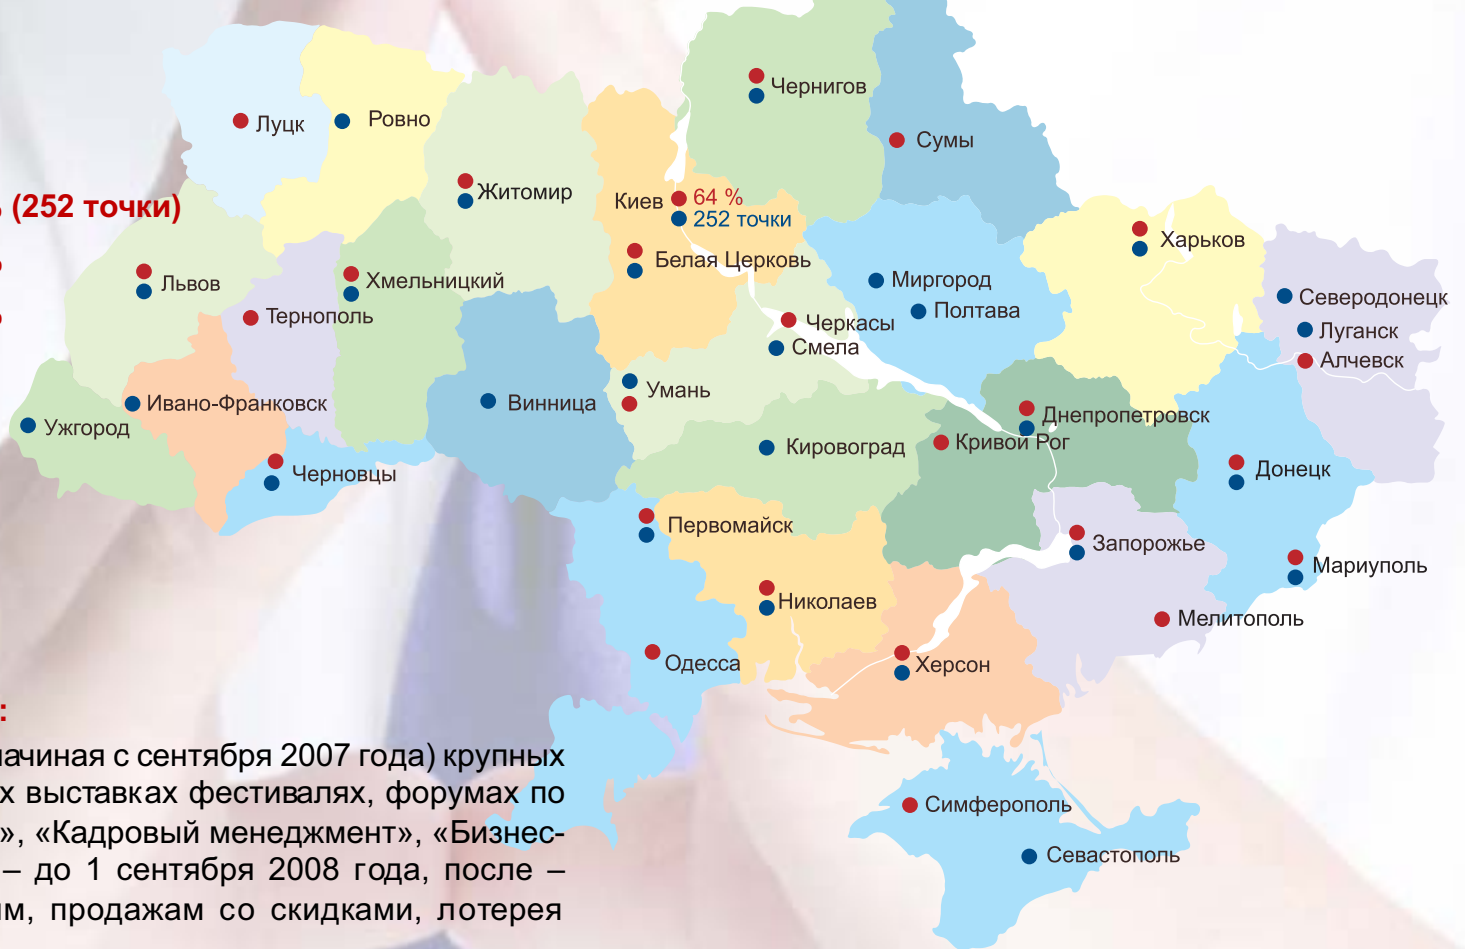 Чернигов
Луцк
Ровно
Сумы
Житомир
(252 точки)
Киев 64 %
252 точки
Харьков
Белая Церковь
Львов
Хмельницкий
Миргород
Северодонецк
Тернополь
Полтава
Черкасы
Луганск
Смела
Алчевск
Умань
Ивано-Франковск
Винница
Днепропетровск
Ужгород
Кировоград
Кривой Рог
Черновцы
Донецк
Первомайск
Запорожье
Мариуполь
Николаев
Мелитополь
Одесса
Херсон
:
начиная с сентября 2007 года) крупных
х выставках фестивалях, форумах по
», «Кадровый менеджмент», «Бизнес-
– до 1 сентября 2008 года, после –
м, продажам со скидками, лотерея
Симферополь
Севастополь